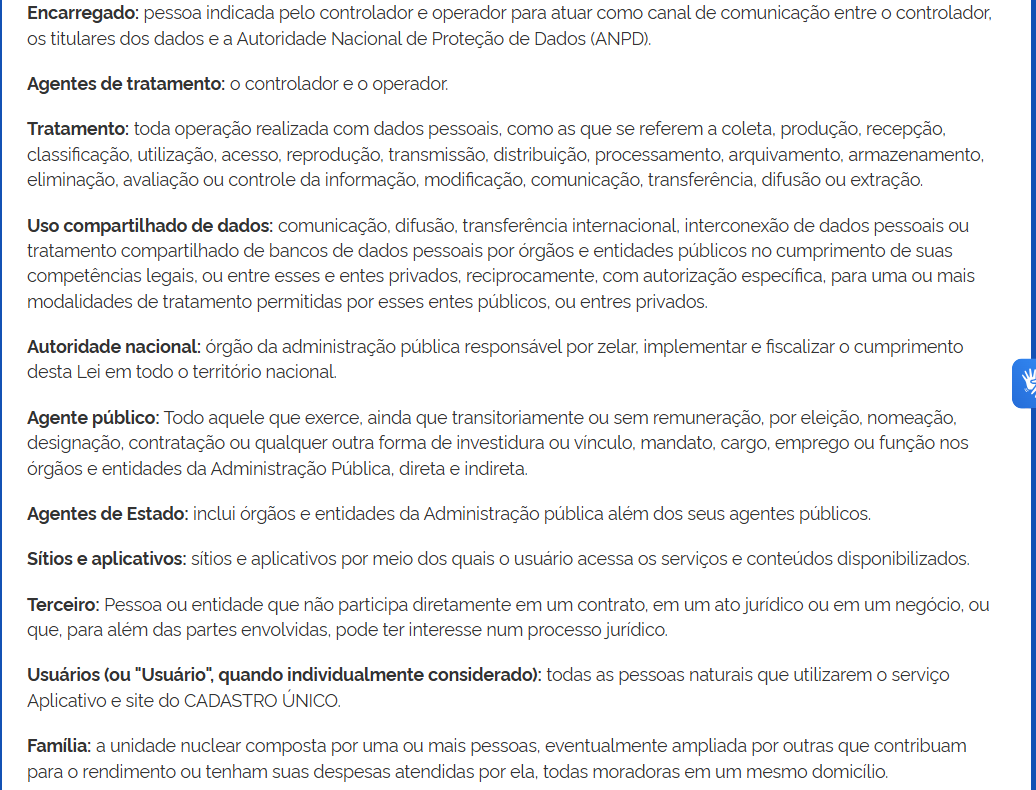 Encarregado: pessoa indicada pelo controlador e operador para atuar como canal de comunicação entre o controlador,
os titulares dos dados e a Autoridade Nacional de Proteção de Dados (ANPD).
Agentes de tratamento: o controlador e o operador.
Tratamento: toda operação realizada com dados pessoais, como as que se referem a coleta, produção, recepção,
classificação, utilização, acesso, reprodução, transmissão, distribuição, processamento, arquivamento, armazenamento,
eliminação, avaliação ou controle da informação, modificação, comunicação, transferência, difusão ou extração.
Uso compartilhado de dados: comunicação, difusão, transferência internacional, interconexão de dados pessoais ou
tratamento compartilhado de bancos de dados pessoais por órgãos e entidades públicos no cumprimento de suas
competências legais, ou entre esses e entes privados, reciprocamente, com autorização específica, para uma ou mais
modalidades de tratamento permitidas por esses entes públicos, ou entres privados.
Autoridade nacional: órgão da administração pública responsável por zelar, implementar e fiscalizar o cumprimento
desta Lei em todo o território nacional.
Agente público: Todo aquele que exerce, ainda que transitoriamente ou sem remuneração, por eleição, nomeação,
designação, contratação ou qualquer outra forma de investidura ou vínculo, mandato, cargo, emprego ou função nos
órgãos e entidades da Administração Pública, direta e indireta.
Agentes de Estado: inclui órgãos e entidades da Administração pública além dos seus agentes públicos.
Sítios e aplicativos: sítios e aplicativos por meio dos quais o usuário acessa os serviços e conteúdos disponibilizados.
Terceiro: Pessoa ou entidade que não participa diretamente em um contrato, em um ato jurídico ou em um negócio, ou
que, para além das partes envolvidas, pode ter interesse num processo jurídico.
Usuários (ou "Usuário", quando individualmente considerado): todas as pessoas naturais que utilizarem o serviço
Aplicativo e site do CADASTRO ÚNICO.
Família: a unidade nuclear composta por uma ou mais pessoas, eventualmente ampliada por outras que contribuam
para o rendimento ou tenham suas despesas atendidas por ela, todas moradoras em um mesmo domicílio.